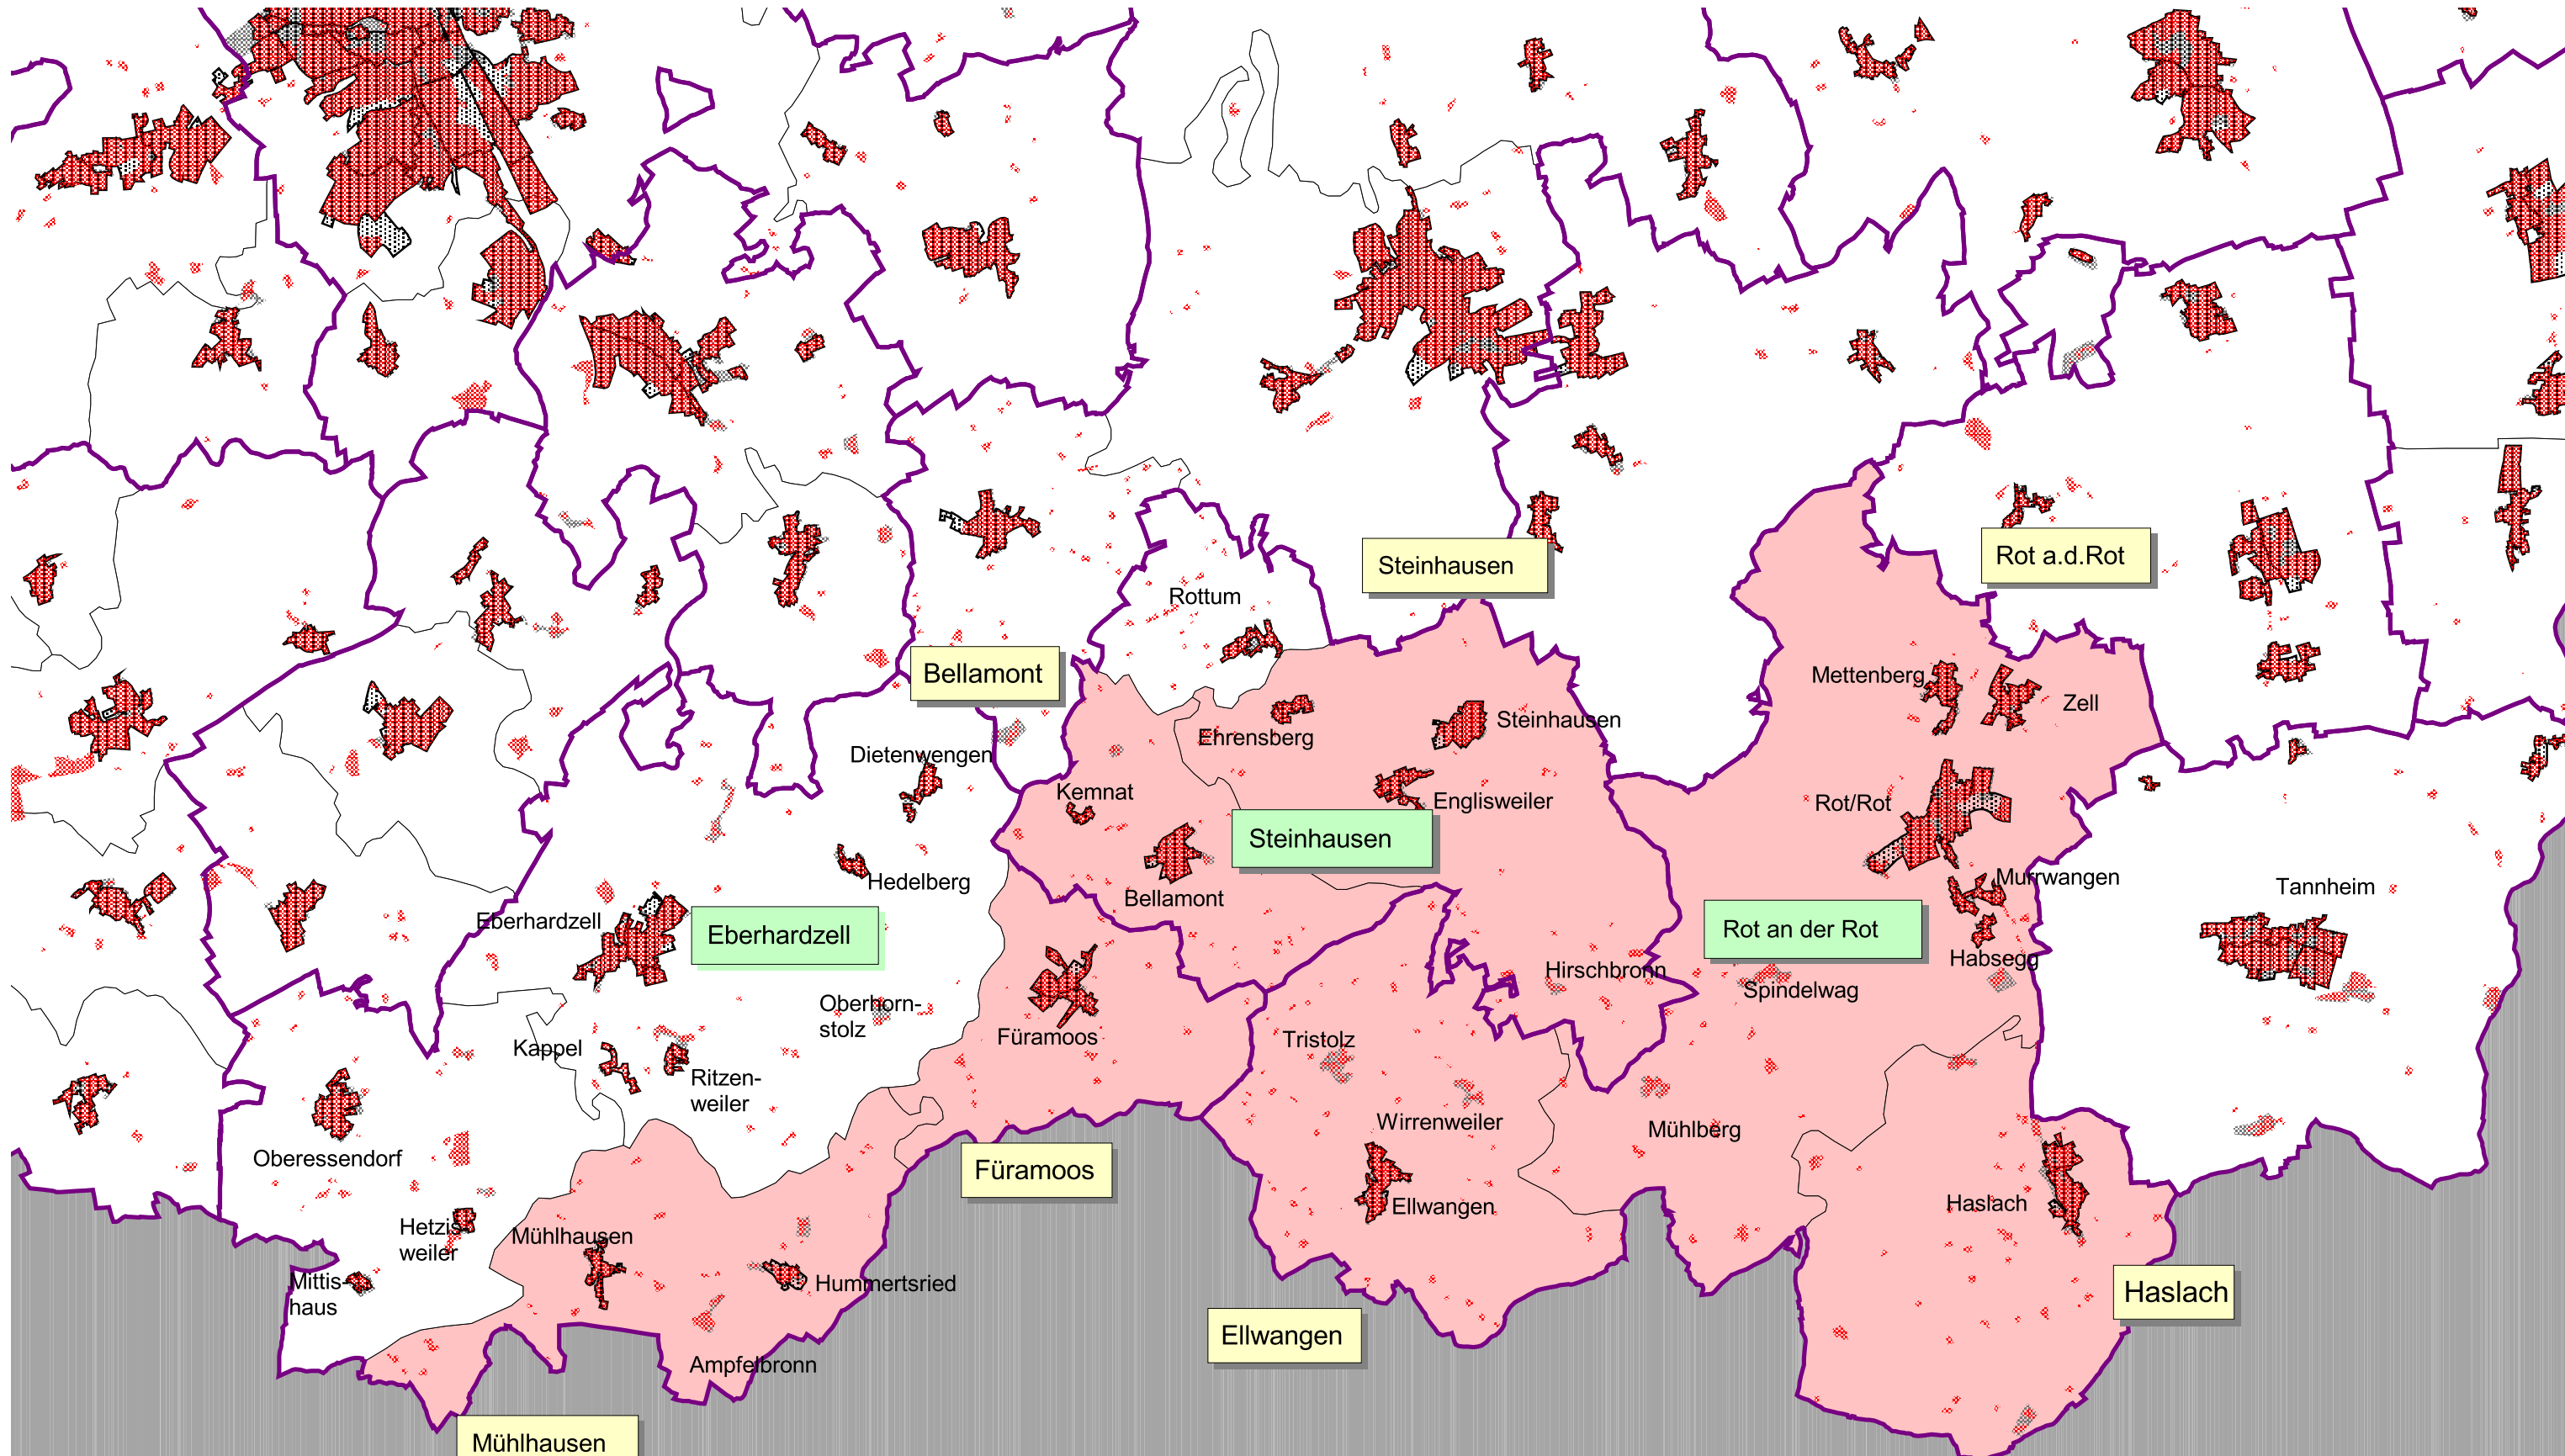 Rot a.d.Rot
Steinhausen
Rottum
Bellamont
Mettenberg
Zell
Steinhausen
Ehrensberg
Dietenwengen
Kemnat
Englisweiler
Rot/Rot
Steinhausen
Hedelberg
Murrwangen
Tannheim
Bellamont
Eberhardzell
Eberhardzell
Rot an der Rot
Habsegg
Hirschbronn
Spindelwag
Oberhorn-
stolz
Füramoos
Tristolz
Kappel
Ritzen-
weiler
Wirrenweiler
Mühlberg
Oberessendorf
Füramoos
Haslach
Ellwangen
Hetzis-
weiler
Mühlhausen
Mittis-
haus
Hummertsried
Haslach
Ellwangen
Ampfelbronn
Mühlhausen